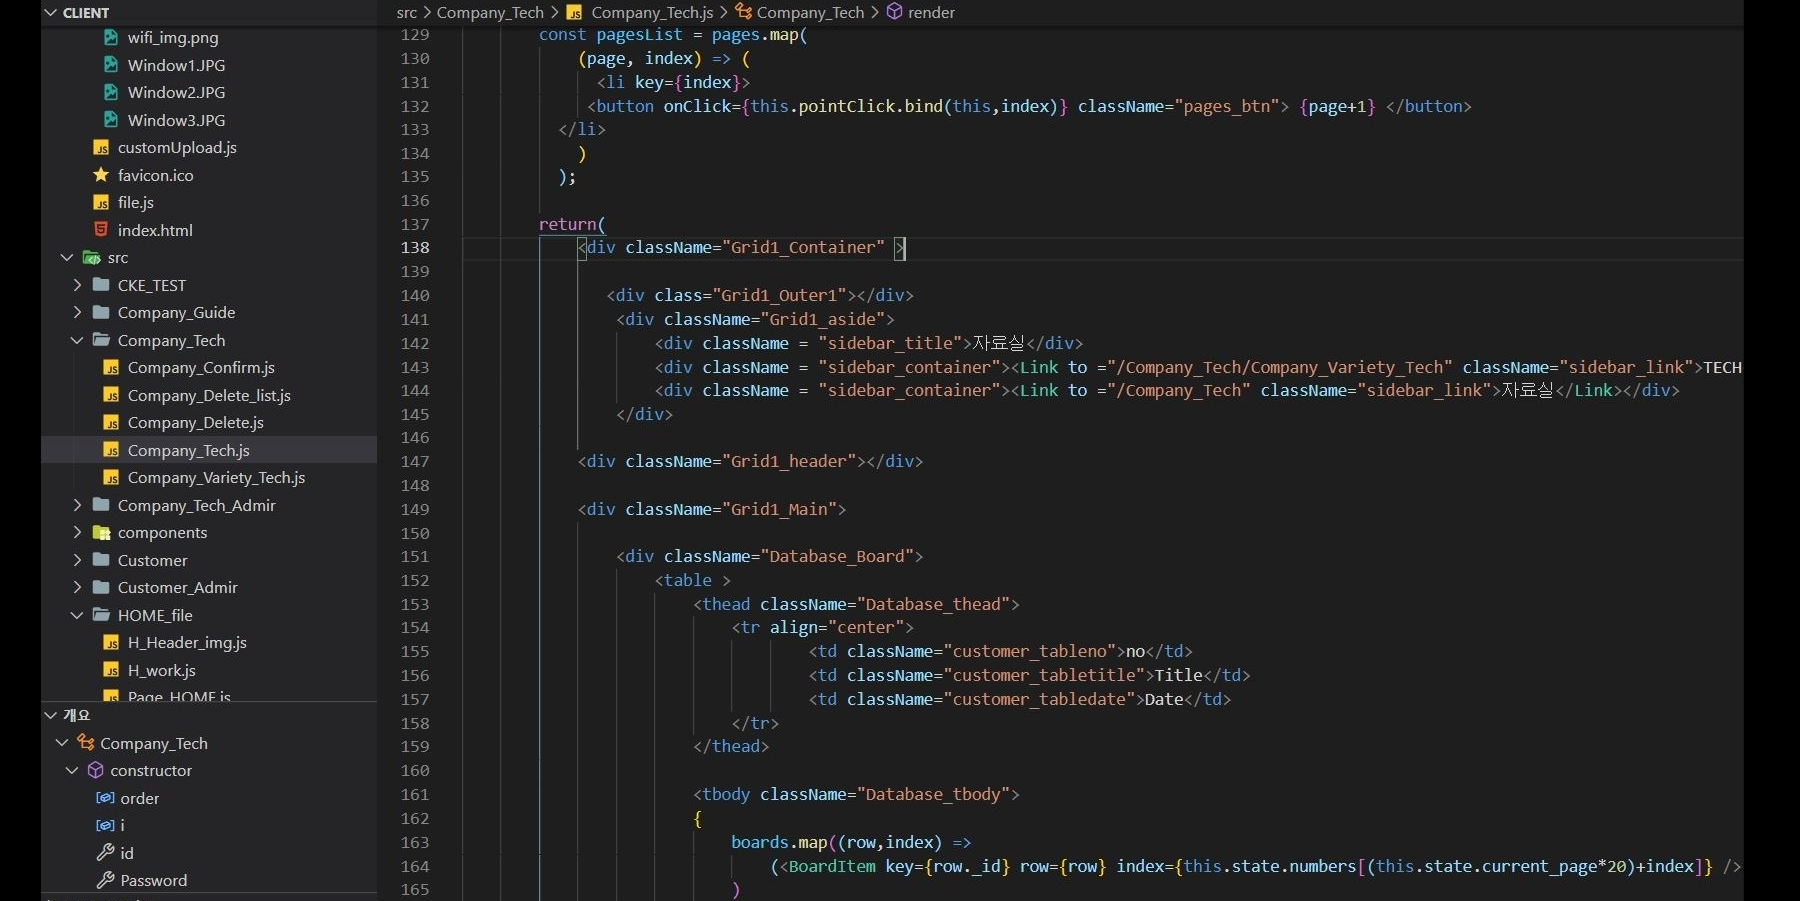 CLIENT
wifi_img.png
Window1.JPG
Window2.JPG
Window3.JPG
customUpload.js
favicon.ico
file.js
index.html
src
CKE_TEST
Company_Guide
Company_Tech
Company_Confirm.js
Company_Delete_list.js
Company_Delete.js
Company_Tech.js
Company_Variety_Tech.js
Company_Tech_Admir
components
Customer
Customer_Admir
HOME_file
H_Header_img.js
H_work.js
Page_HOME.js
개요
Company_Tech
constructor
order
i
id
Password
src > Company_Tech > JS Company_Tech.js > Company_Tech > render
129 const pagesList = pages.map(
130 (page, index) => (
131 <li key={index}>
132 <button onClick={this.pointClick.bind(this,index)} className="pages_btn"> {page+1} </button>
133 </li>
134 )
135 );
136
137 return(
138 <div className="Grid1_Container" >
139
140 <div class="Grid1_Outer1"></div>
141 <div className="Grid1_aside">
142 <div className = "sidebar_title">자료실</div>
143 <div className = "sidebar_container"><Link to ="/Company_Tech/Company_Variety_Tech" className="sidebar_link">TECH
144 <div className = "sidebar_container"><Link to ="/Company_Tech" className="sidebar_link">자료실</Link></div>
145 </div>
146
147 <div className="Grid1_header"></div>
148
149 <div className="Grid1_Main">
150
151 <div className="Database_Board">
152 <table >
153 <thead className="Database_thead">
154 <tr align="center">
155 <td className="customer_tableno">no</td>
156 <td className="customer_tabletitle">Title</td>
157 <td className="customer_tabledate">Date</td>
158 </tr>
159 </thead>
160
161 <tbody className="Database_tbody">
162 {
163 boards.map((row,index) =>
164 (<BoardItem key={row._id} row={row} index={this.state.numbers[(this.state.current_page*20)+index]} />
165 )